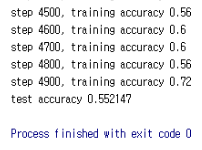 step 4500, training accuracy 0.56
step 4600, training accuracy 0.6
step 4700, training accuracy 0.6
step 4800, training accuracy 0.56
step 4900, training accuracy 0.72
test accuracy 0.552147
Process finished with exit code 0